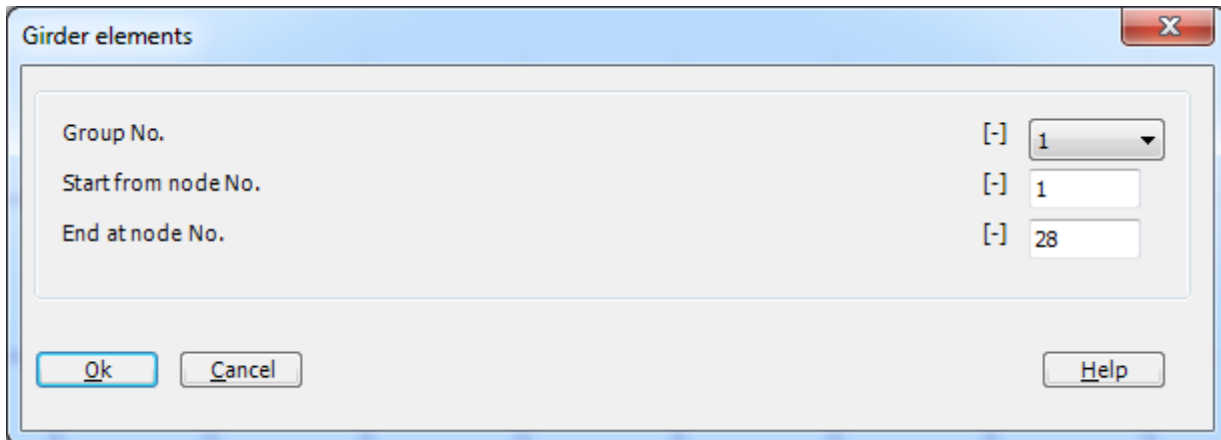 Girder elements
Group No. [-] 1
Start from node No. [-] 1
End at node No. [-] 28
Ok Cancel Help